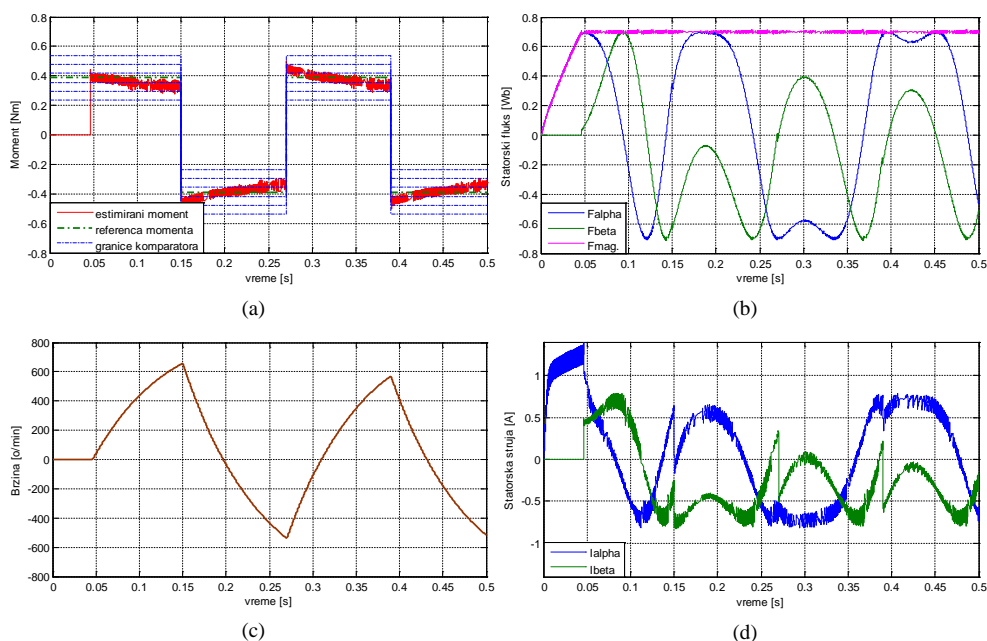 0.8
0.6
0.4
0.2
0
-0.2
-0.4
-0.6
-0.8
Moment [Nm]
estimirani moment
referenca momenta
granice komparatora
0 0.05 0.1 0.15 0.2 0.25 0.3 0.35 0.4 0.45 0.5
vreme [s]
(a)
0.8
0.6
0.4
0.2
0
-0.2
-0.4
-0.6
-0.8
Statorski fluks [Wb]
Falpha
Fbeta
Fmag.
0 0.05 0.1 0.15 0.2 0.25 0.3 0.35 0.4 0.45 0.5
vreme [s]
(b)
800
600
400
200
0
-200
-400
-600
-800
Brzina [o/min]
0 0.05 0.1 0.15 0.2 0.25 0.3 0.35 0.4 0.45 0.5
vreme [s]
(c)
1
0.5
0
-0.5
-1
Statorska struja [A]
Ialpha
Ibeta
0 0.05 0.1 0.15 0.2 0.25 0.3 0.35 0.4 0.45 0.5
vreme [s]
(d)